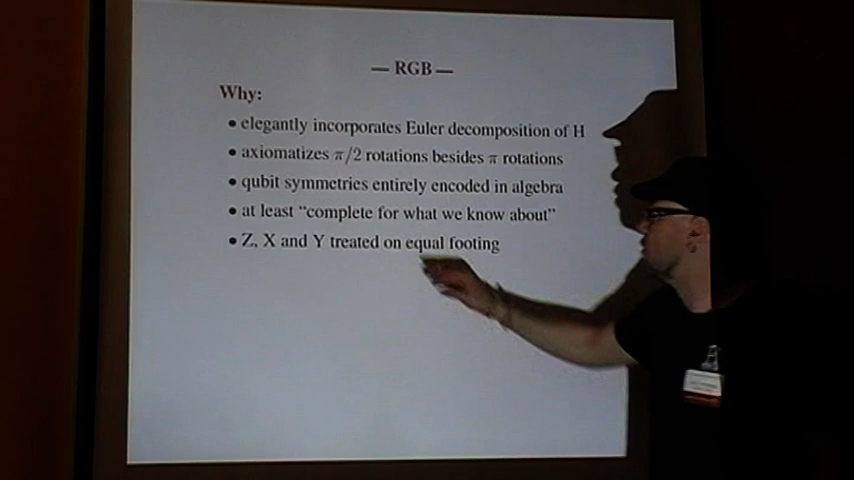 — RGB —
Why:
• elegantly incorporates Euler decomposition of H
• axiomatizes π/2 rotations besides π rotations
• qubit symmetries entirely encoded in algebra
• at least “complete for what we know about”
• Z, X and Y treated on equal footing